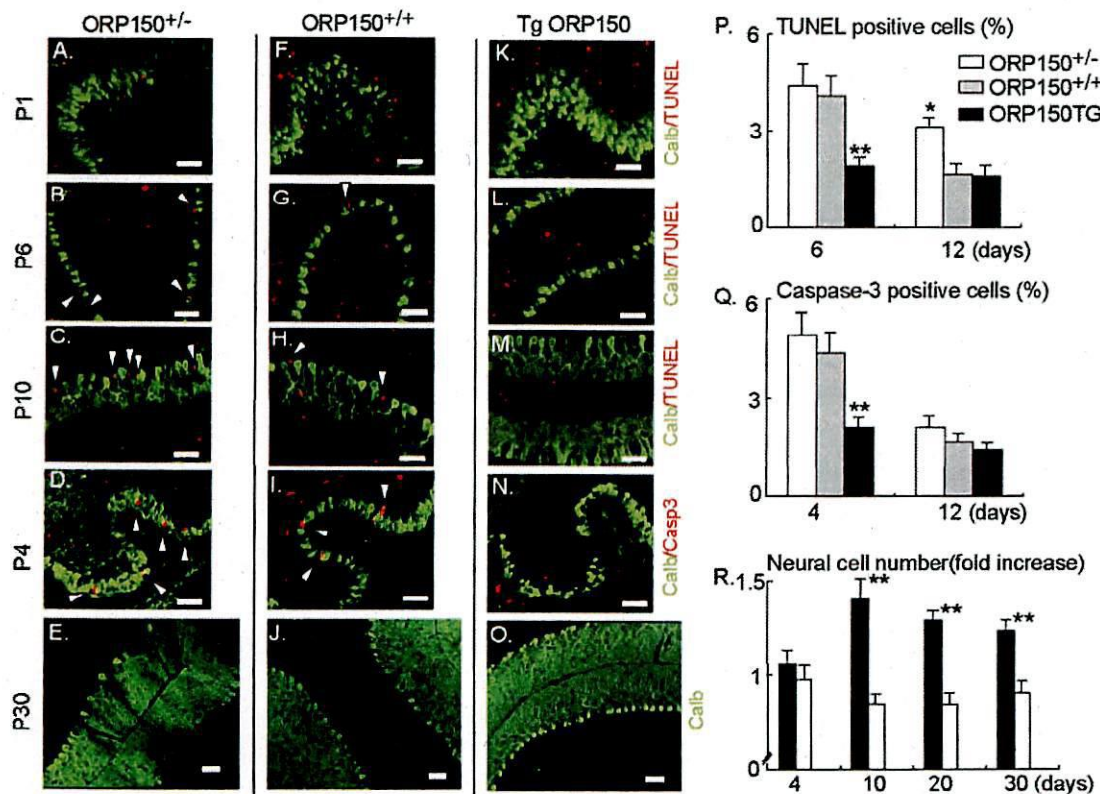 ORP150+/-
ORP150+/+
Tg ORP150
P1
A.
F.
K.
Calb/TUNEL
P6
B.
G.
L.
Calb/TUNEL
P10
C.
H.
M.
Calb/TUNEL
P4
D.
I.
N.
Calb/Casp3
P30
E.
J.
O.
Calb
P. TUNEL positive cells (%)
6
3
0
ORP150+/-
ORP150+/+
ORP150TG
**
*
6 12 (days)
Q. Caspase-3 positive cells (%)
6
3
0
**
4 12 (days)
R. Neural cell number(fold increase)
1.5
1
0
**
**
**
4 10 20 30 (days)